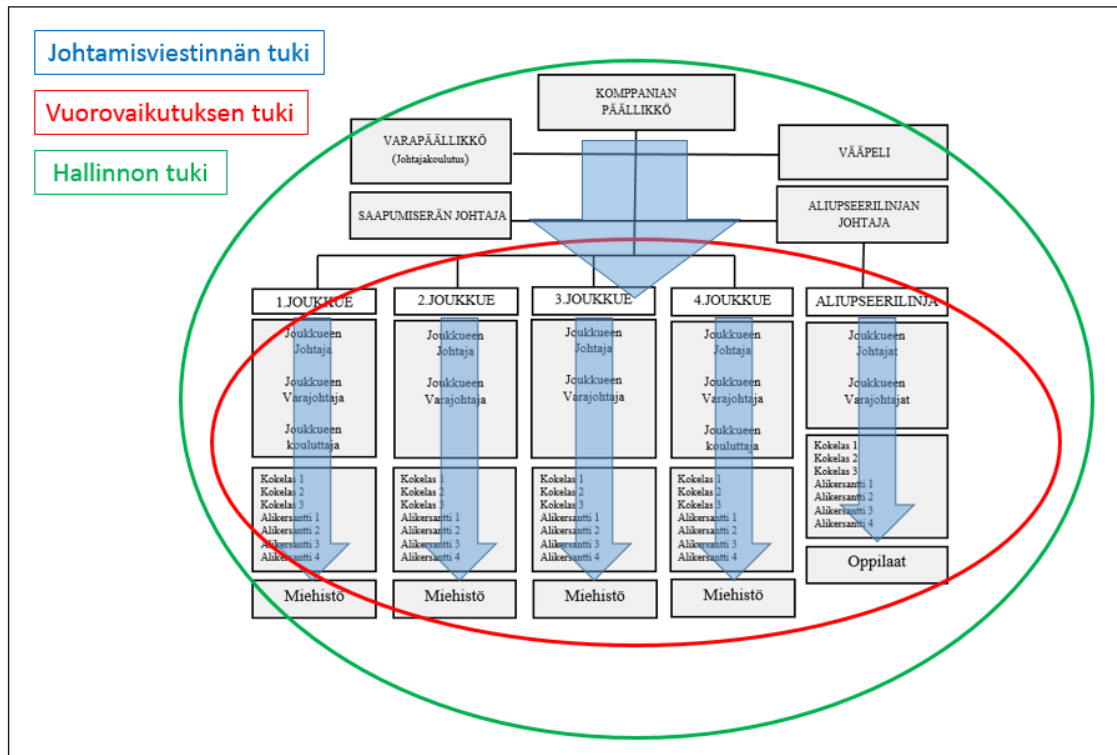 Johtamisviestinnän tuki
Vuorovaikutuksen tuki
Hallinnon tuki
KOMPPANIAN
PÄÄLLIKKÖ
VARAPÄÄLLIKKÖ
(Johtajakoulutus)
VÄÄPELI
SAAPUMISERÄN JOHTAJA
ALIUPSEERILINJAN
JOHTAJA
1.JOUKKUE
Joukkueen
Johtaja
Joukkueen
Varajohtaja
Joukkueen
kouluttaja
Kokelas 1
Kokelas 2
Kokelas 3
Alikersantti 1
Alikersantti 2
Alikersantti 3
Alikersantti 4
Miehistö
2.JOUKKUE
Joukkueen
Johtaja
Joukkueen
Varajohtaja
Kokelas 1
Kokelas 2
Kokelas 3
Alikersantti 1
Alikersantti 2
Alikersantti 3
Alikersantti 4
Miehistö
3.JOUKKUE
Joukkueen
Johtaja
Joukkueen
Varajohtaja
Kokelas 1
Kokelas 2
Kokelas 3
Alikersantti 1
Alikersantti 2
Alikersantti 3
Alikersantti 4
Miehistö
4.JOUKKUE
Joukkueen
Johtaja
Joukkueen
Varajohtaja
Joukkueen
kouluttaja
Kokelas 1
Kokelas 2
Kokelas 3
Alikersantti 1
Alikersantti 2
Alikersantti 3
Alikersantti 4
Miehistö
ALIUPSEERILINJA
Joukkueen
Johtajat
Joukkueen
Varajohtajat
Kokelas 1
Kokelas 2
Kokelas 3
Alikersantti 1
Alikersantti 2
Alikersantti 3
Alikersantti 4
Oppilaat